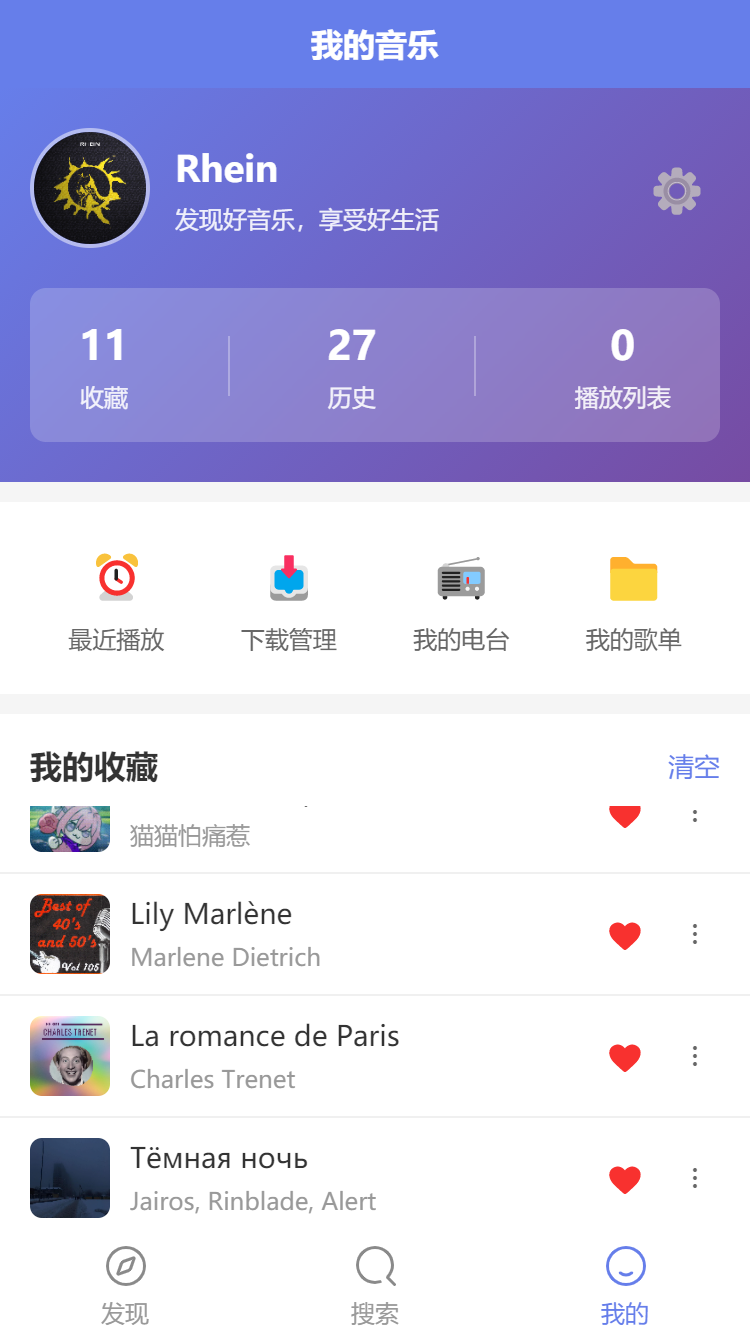 我的音乐
RHEIN
Rhein
发现好音乐，享受好生活
11
27
0
收藏
历史
播放列表
最近播放
下载管理
我的电台
我的歌单
我的收藏
清空
猫猫怕痛惹
Best of
40's
and 50's
Vol 105
Lily Marlène
Marlene Dietrich
CHARLES TRENET
La romance de Paris
Charles Trenet
Тёмная ночь
Jairos, Rinblade, Alert
发现
搜索
我的